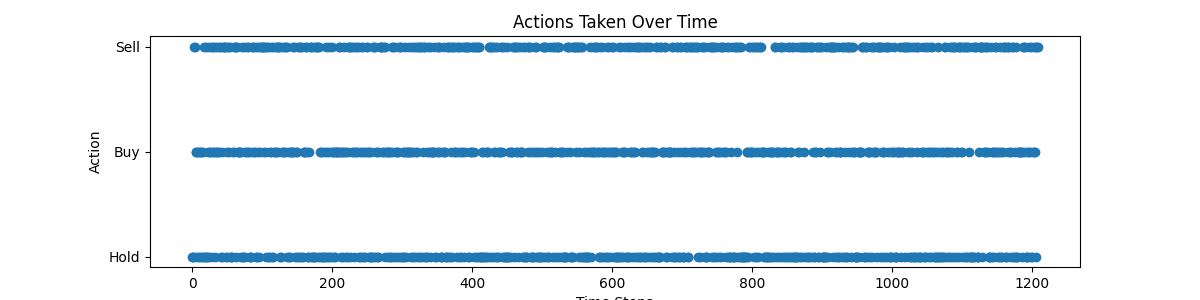 Actions Taken Over Time
Sell
Buy
Hold
Action
0 200 400 600 800 1000 1200
Time Steps